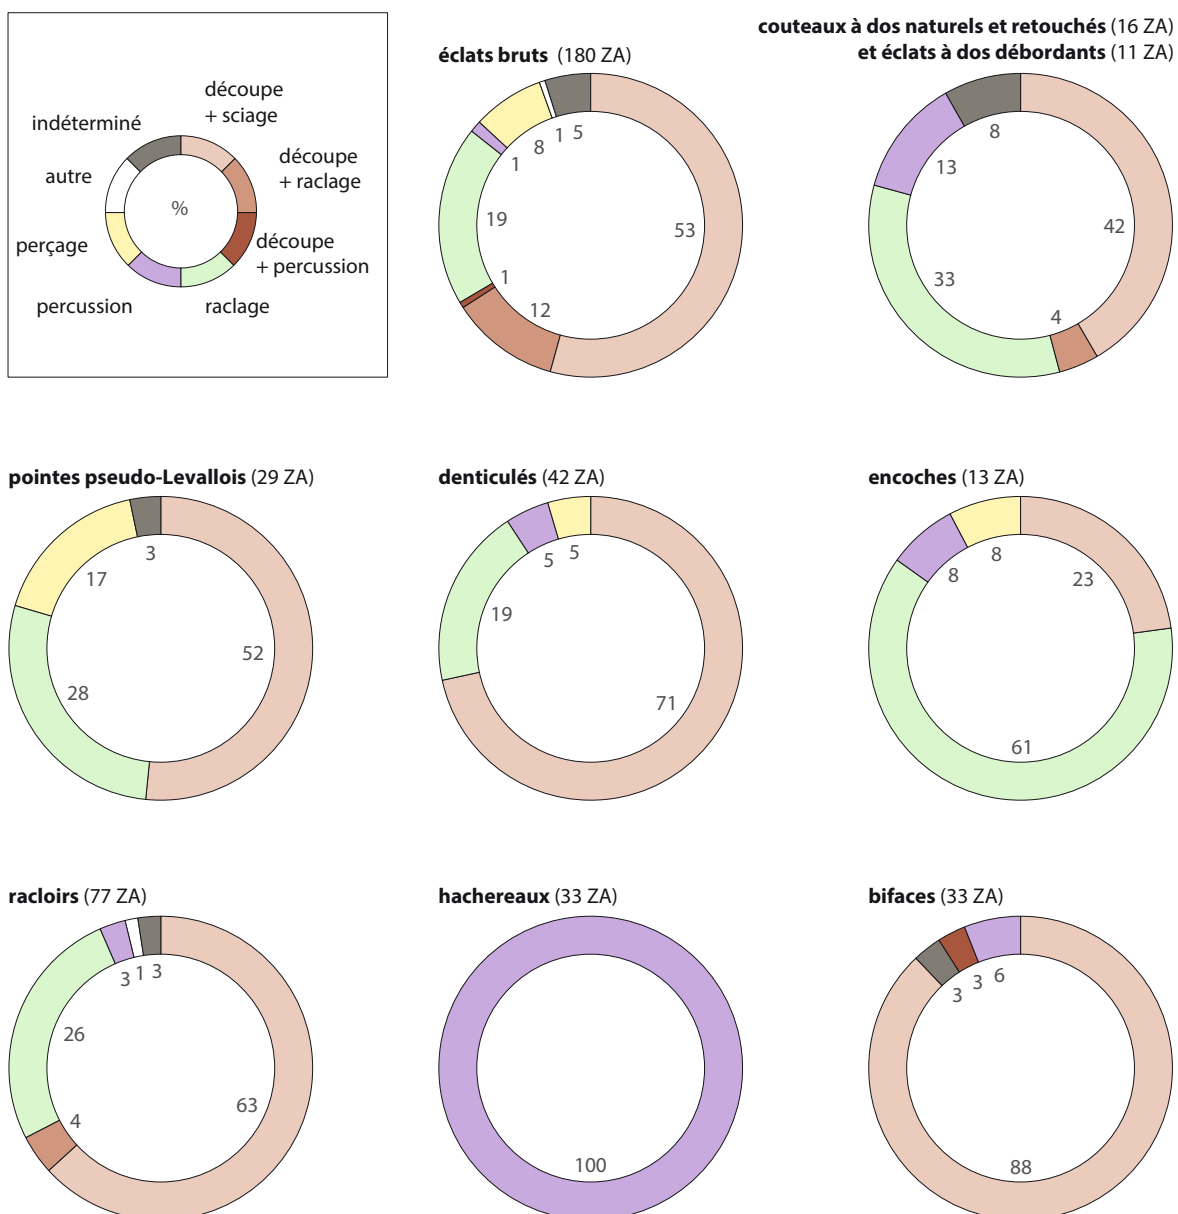 découpe
+ sciage
indéterminé
découpe
+ raclage
autre
%
perçage
découpe
+ percussion
percussion
raclage
éclats bruts (180 ZA)
53
12
1
19
1
8
1
5
couteaux à dos naturels et retouchés (16 ZA)
et éclats à dos débordants (11 ZA)
42
4
33
13
8
pointes pseudo-Levallois (29 ZA)
52
28
17
3
denticulés (42 ZA)
71
19
5
5
encoches (13 ZA)
23
61
8
8
racloirs (77 ZA)
63
4
26
3
1
3
hachereaux (33 ZA)
100
bifaces (33 ZA)
88
3
3
6